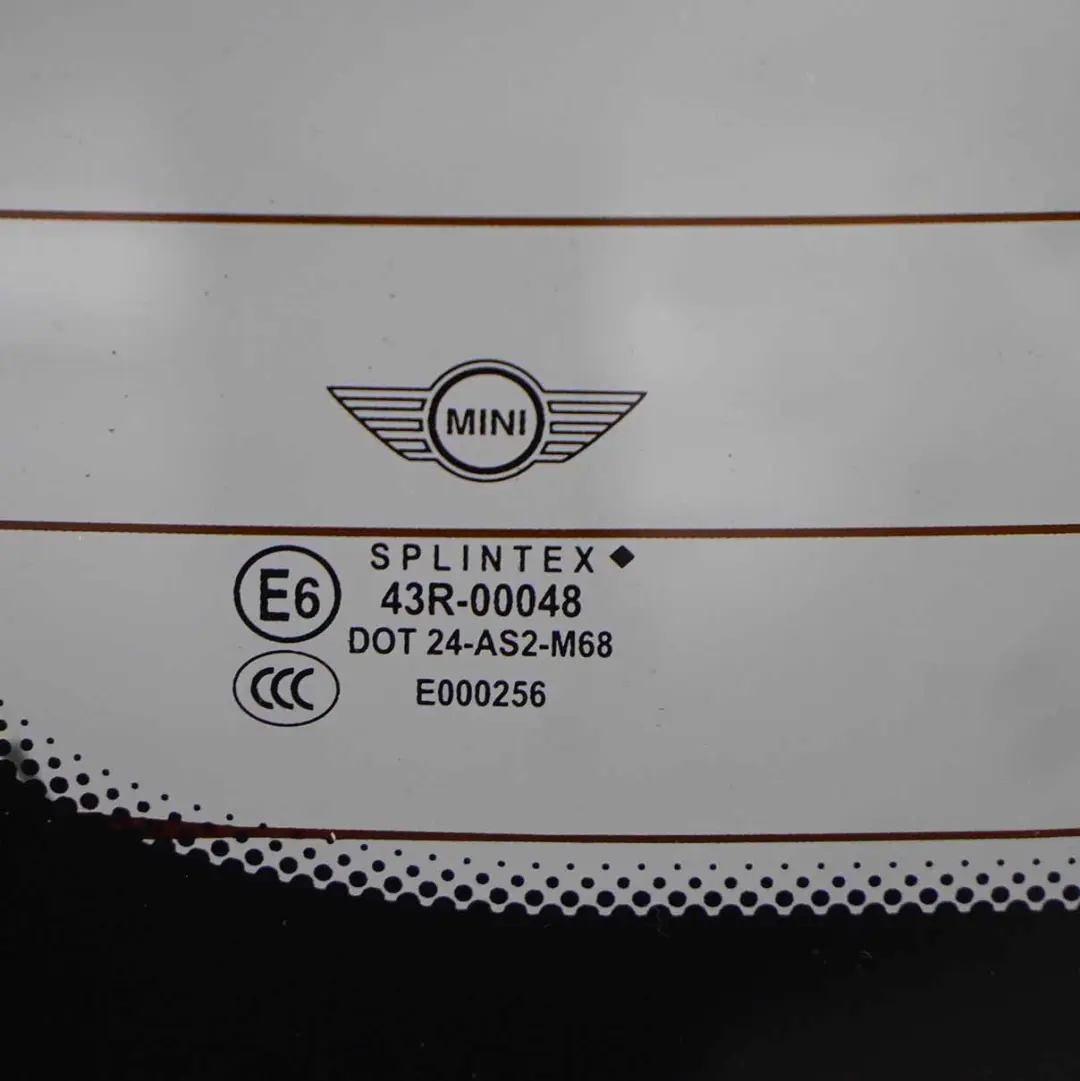 MINI
SPLINTEX
E6
43R-00048
DOT 24-AS2-M68
CCC
E000256